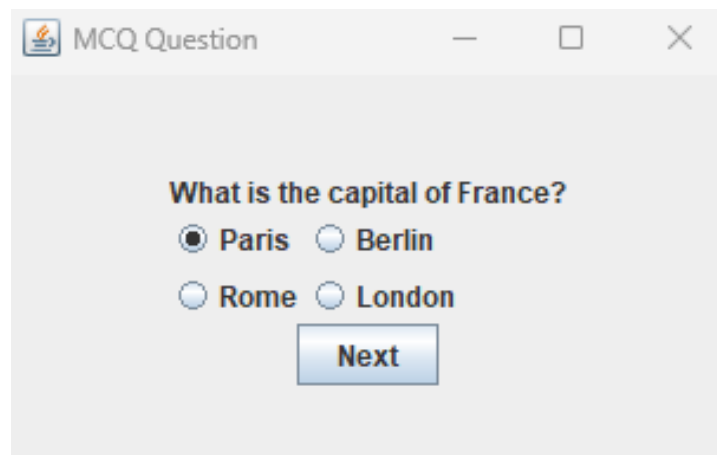 MCQ Question
What is the capital of France?
Paris Berlin
Rome London
Next